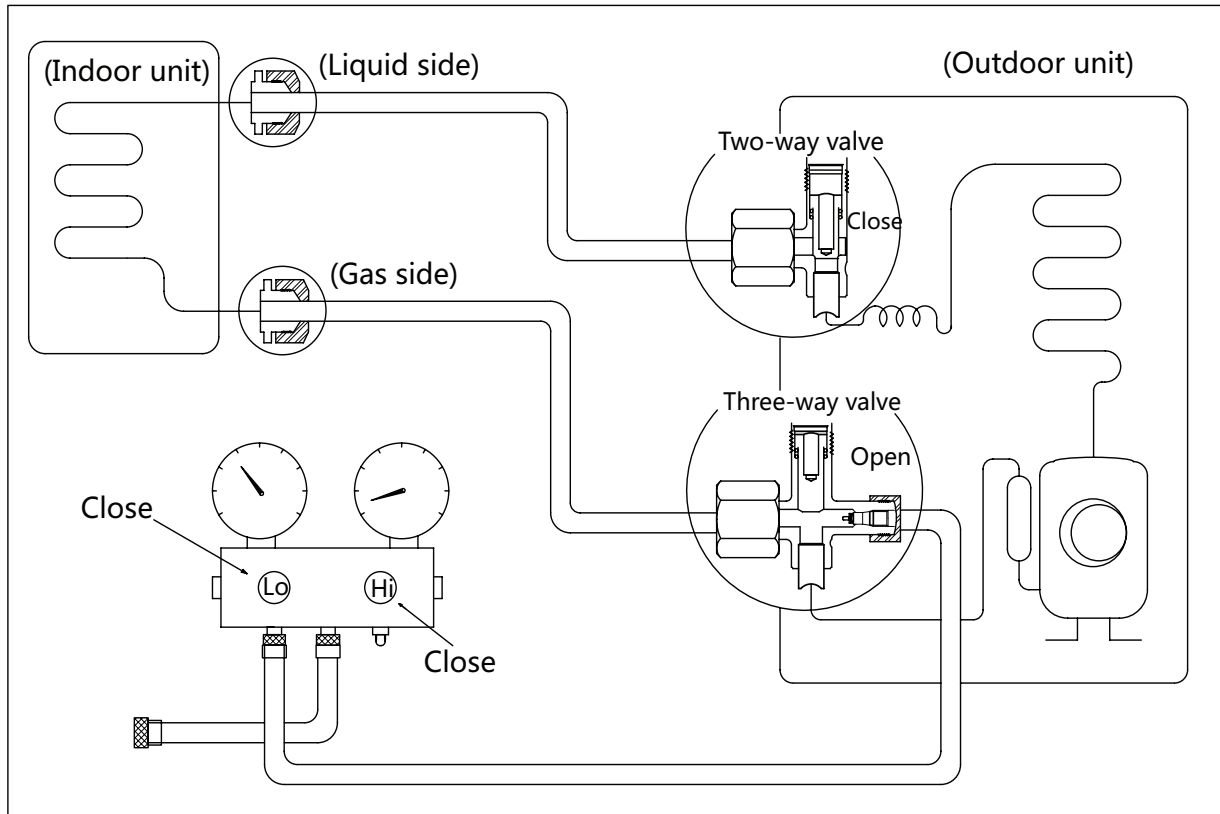 (Indoor unit)
(Liquid side)
(Outdoor unit)
Two-way valve
Close
(Gas side)
Three-way valve
Open
Close
Lo
Hi
Close